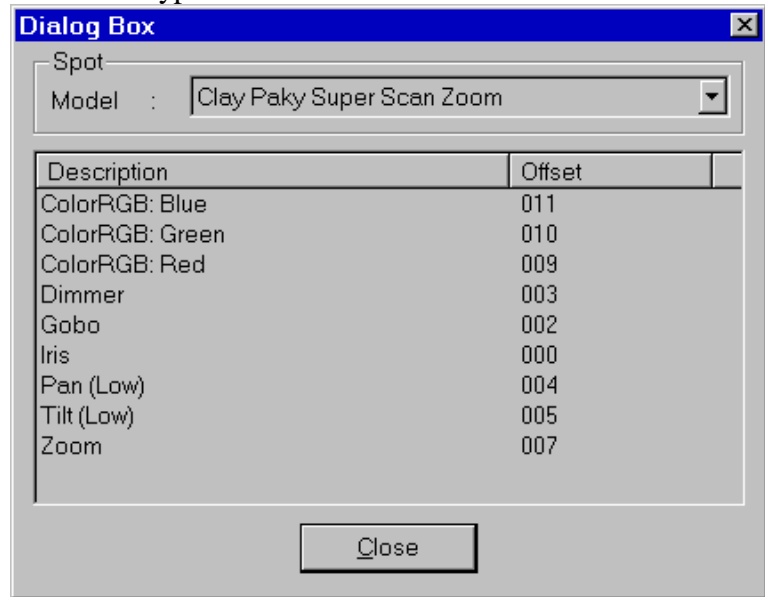 Dialog Box
Spot
Model : Clay Paky Super Scan Zoom
Description Offset
ColorRGB: Blue 011
ColorRGB: Green 010
ColorRGB: Red 009
Dimmer 003
Gobo 002
Iris 000
Pan (Low) 004
Tilt (Low) 005
Zoom 007
Close